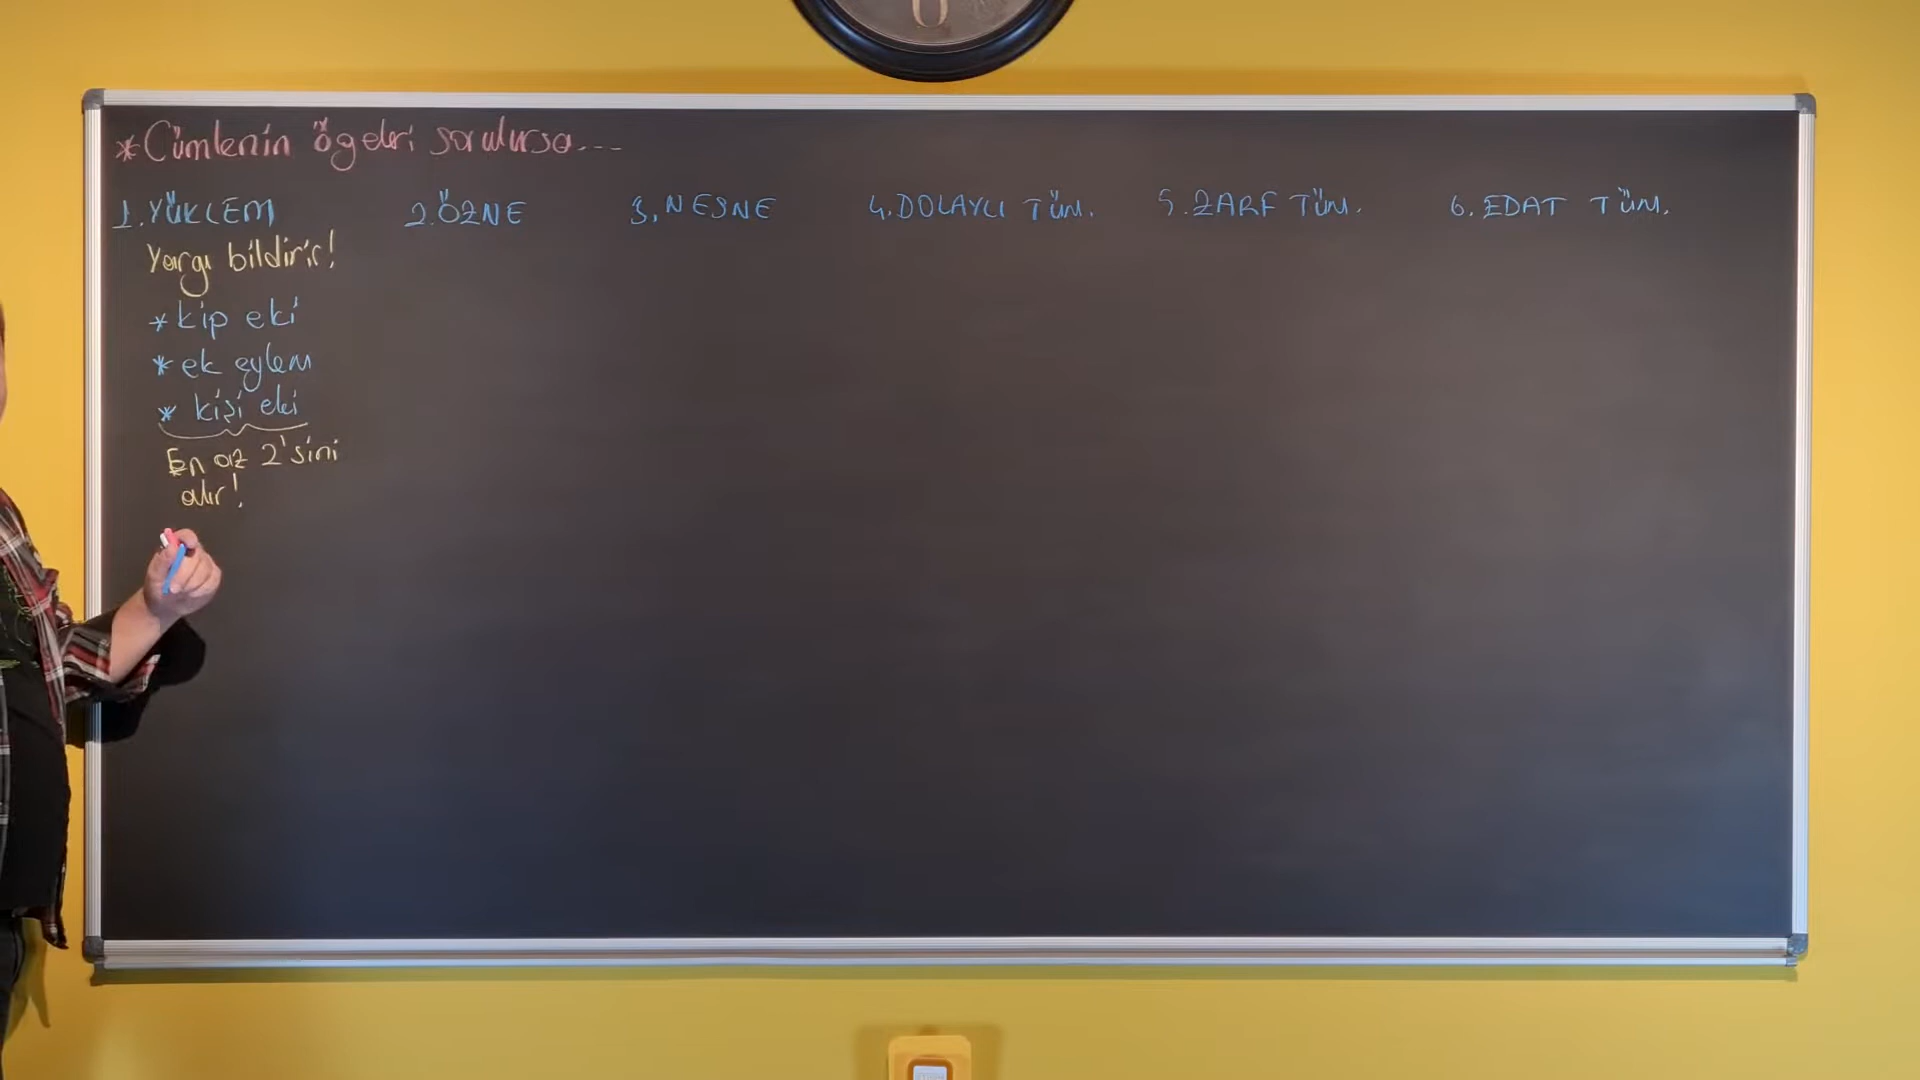 *Cümlenin öğeleri sorulursa...
1.YÜKLEM 2.ÖZNE 3.NESNE 4.DOLAYLI TÜM. 5.ZARF TÜM. 6.EDAT TÜM.
Yargı bildirir!
*kip eki
*ek eylem
*kişi eki
En az 2'sini
alır!